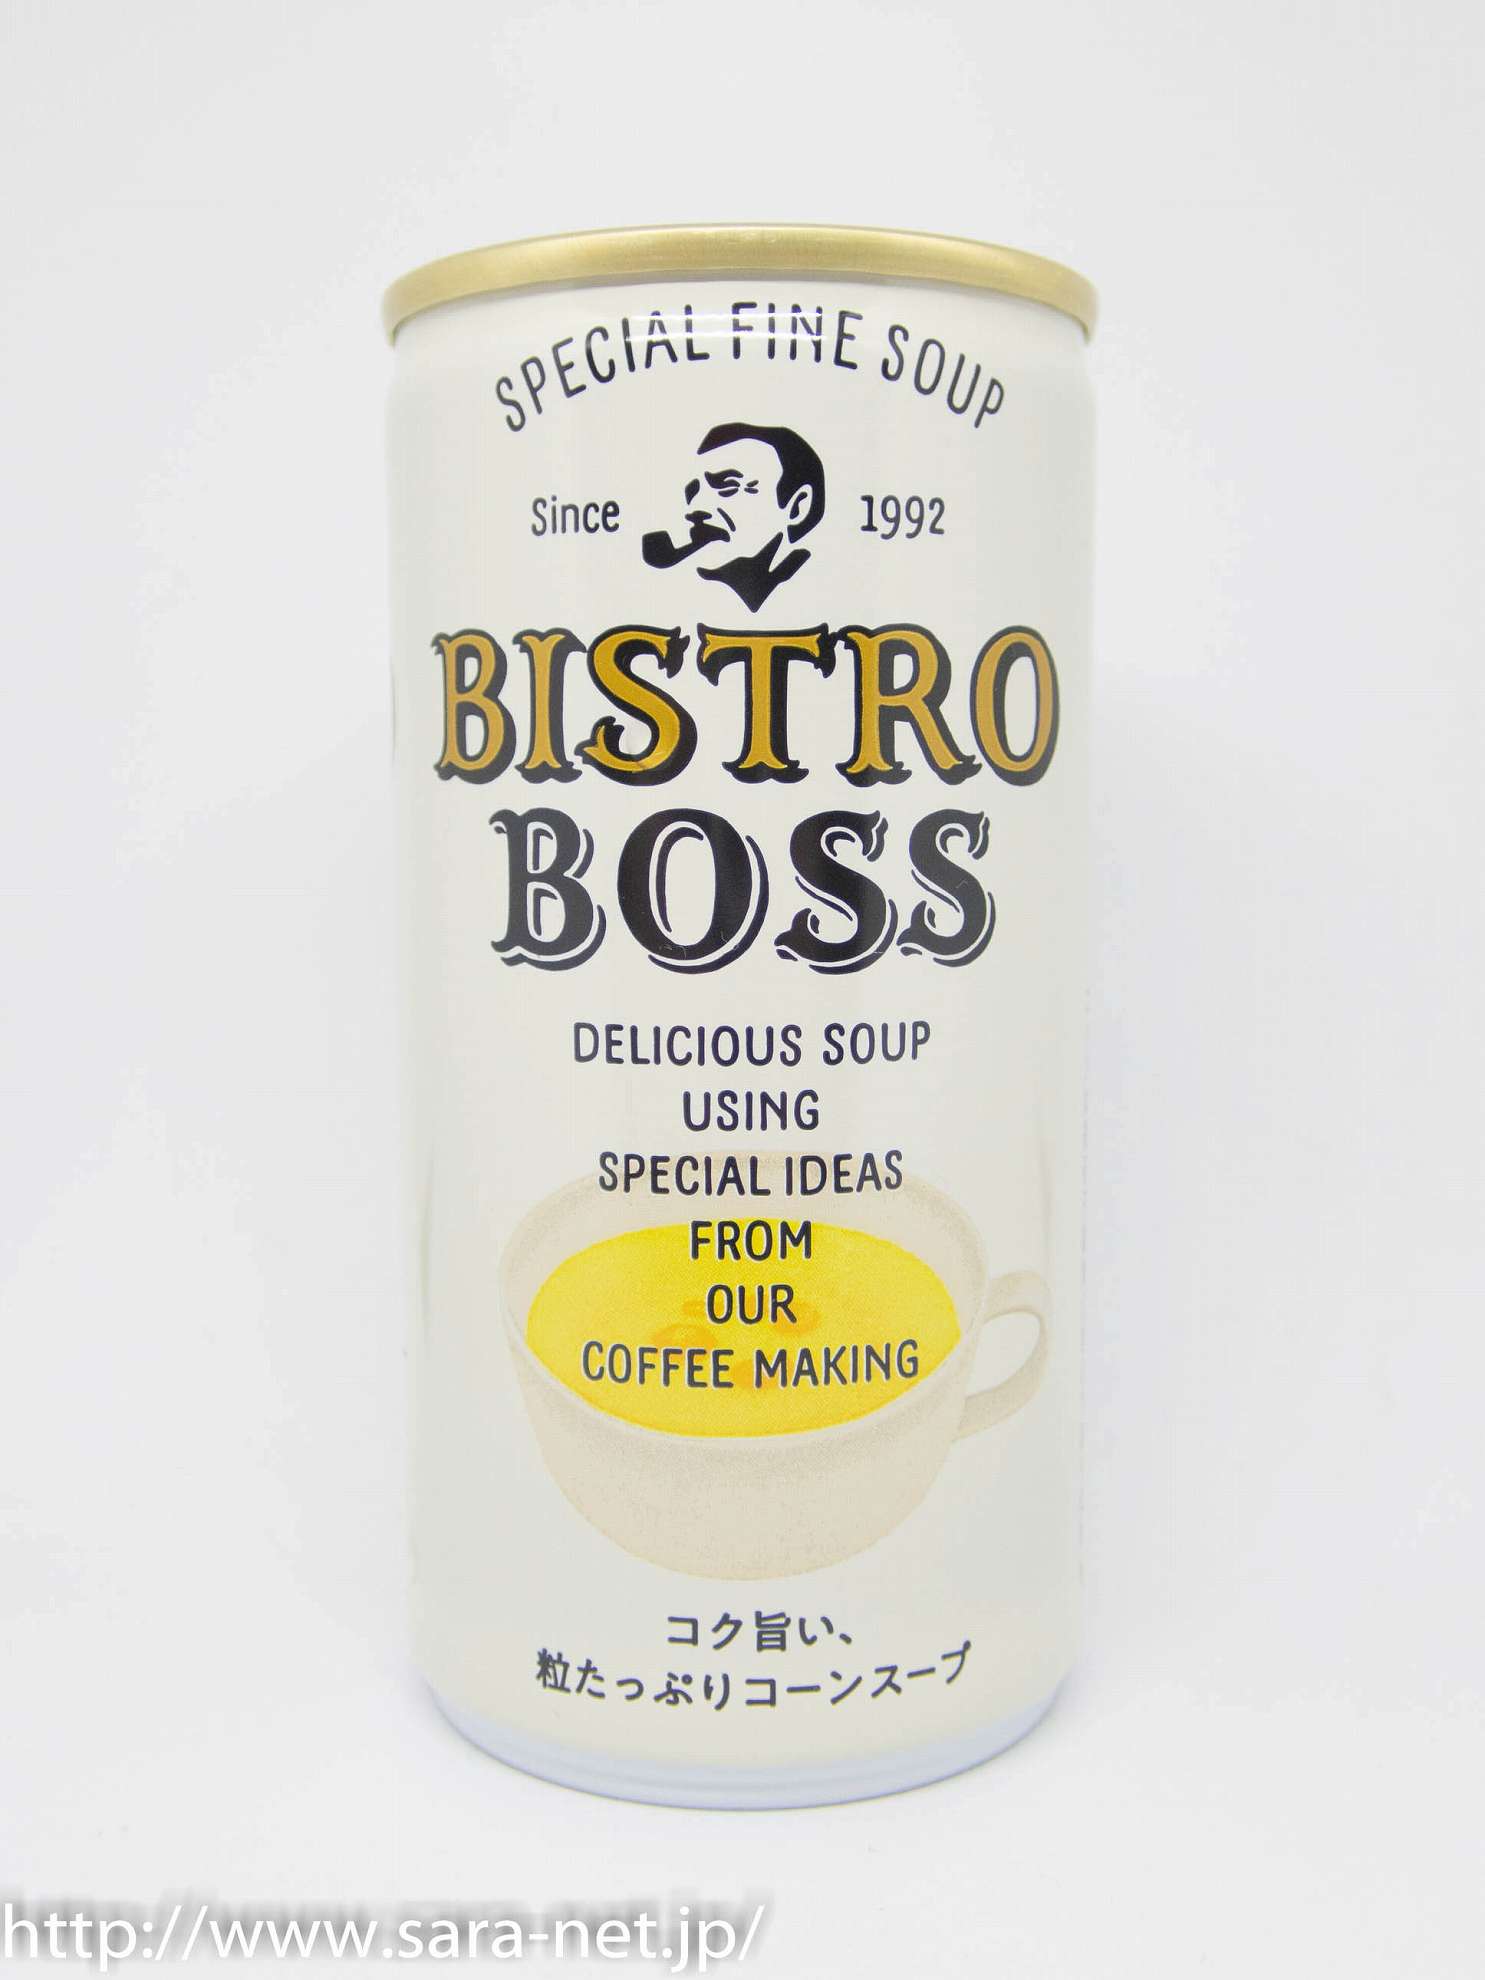 SPECIAL FINE SOUP
Since 1992
BISTRO
BOSS
DELICIOUS SOUP
USING
SPECIAL IDEAS
FROM
OUR
COFFEE MAKING
コク旨い、
粒たっぷりコーンスープ
http://www.sara-net.jp/